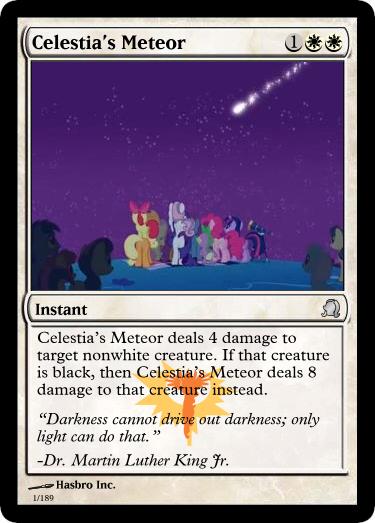 Celestia's Meteor 1
Instant
Celestia's Meteor deals 4 damage to
target nonwhite creature. If that creature
is black, then Celestia's Meteor deals 8
damage to that creature instead.
“Darkness cannot drive out darkness; only
light can do that.”
-Dr. Martin Luther King Jr.
Hasbro Inc.
1/189